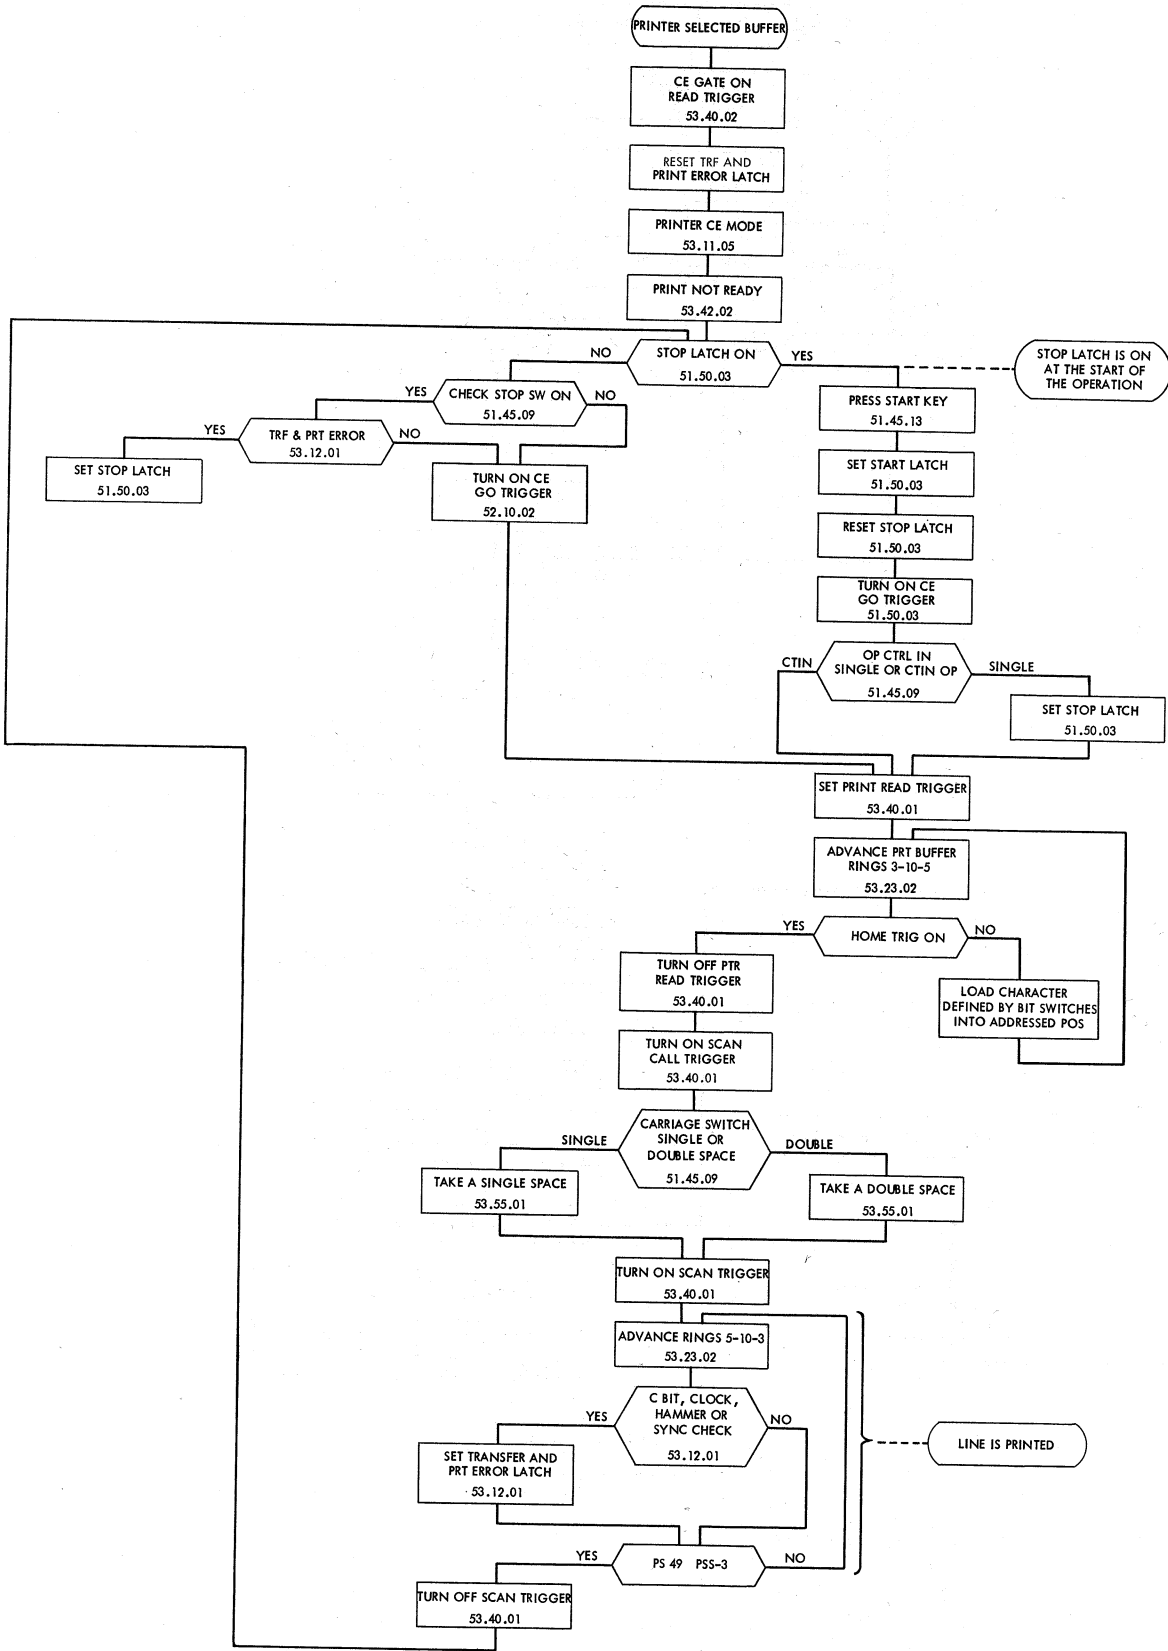 PRINTER SELECTED BUFFER
CE GATE ON
READ TRIGGER
53.40.02
RESET TRF AND
PRINT ERROR LATCH
PRINTER CE MODE
53.11.05
PRINT NOT READY
53.42.02
STOP LATCH ON
51.50.03
NO
YES
STOP LATCH IS ON
AT THE START OF
THE OPERATION
CHECK STOP SW ON
51.45.09
YES
NO
TRF & PRT ERROR
53.12.01
YES
NO
SET STOP LATCH
51.50.03
TURN ON CE
GO TRIGGER
52.10.02
PRESS START KEY
51.45.13
SET START LATCH
51.50.03
RESET STOP LATCH
51.50.03
TURN ON CE
GO TRIGGER
51.50.03
OP CTRL IN
SINGLE OR CTIN OP
51.45.09
CTIN
SINGLE
SET STOP LATCH
51.50.03
SET PRINT READ TRIGGER
53.40.01
ADVANCE PRT BUFFER
RINGS 3-10-5
53.23.02
HOME TRIG ON
YES
NO
LOAD CHARACTER
DEFINED BY BIT SWITCHES
INTO ADDRESSED POS
TURN OFF PTR
READ TRIGGER
53.40.01
TURN ON SCAN
CALL TRIGGER
53.40.01
CARRIAGE SWITCH
SINGLE OR
DOUBLE SPACE
51.45.09
SINGLE
DOUBLE
TAKE A SINGLE SPACE
53.55.01
TAKE A DOUBLE SPACE
53.55.01
TURN ON SCAN TRIGGER
53.40.01
ADVANCE RINGS 5-10-3
53.23.02
C BIT, CLOCK,
HAMMER OR
SYNC CHECK
53.12.01
YES
NO
SET TRANSFER AND
PRT ERROR LATCH
53.12.01
LINE IS PRINTED
PS 49 PSS-3
YES
NO
TURN OFF SCAN TRIGGER
53.40.01